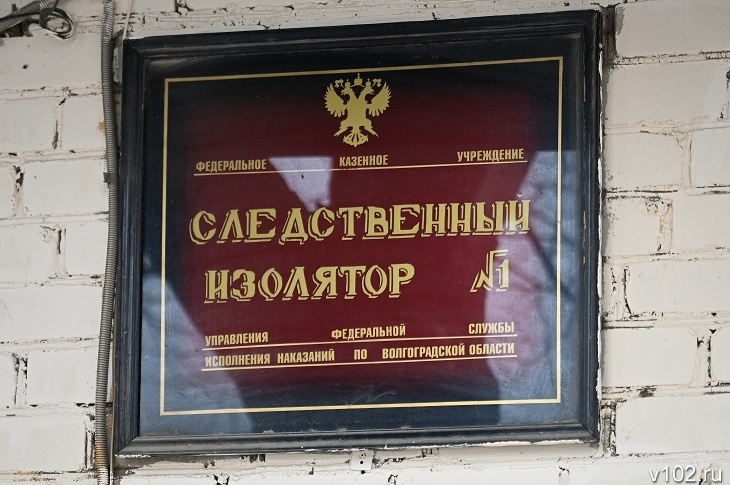 ФЕДЕРАЛЬНОЕ КАЗЕННОЕ УЧРЕЖДЕНИЕ
СЛЕДСТВЕННЫЙ
ИЗОЛЯТОР №1
УПРАВЛЕНИЯ ФЕДЕРАЛЬНОЙ СЛУЖБЫ
ИСПОЛНЕНИЯ НАКАЗАНИЙ ПО ВОЛГОГРАДСКОЙ ОБЛАСТИ
v102.ru